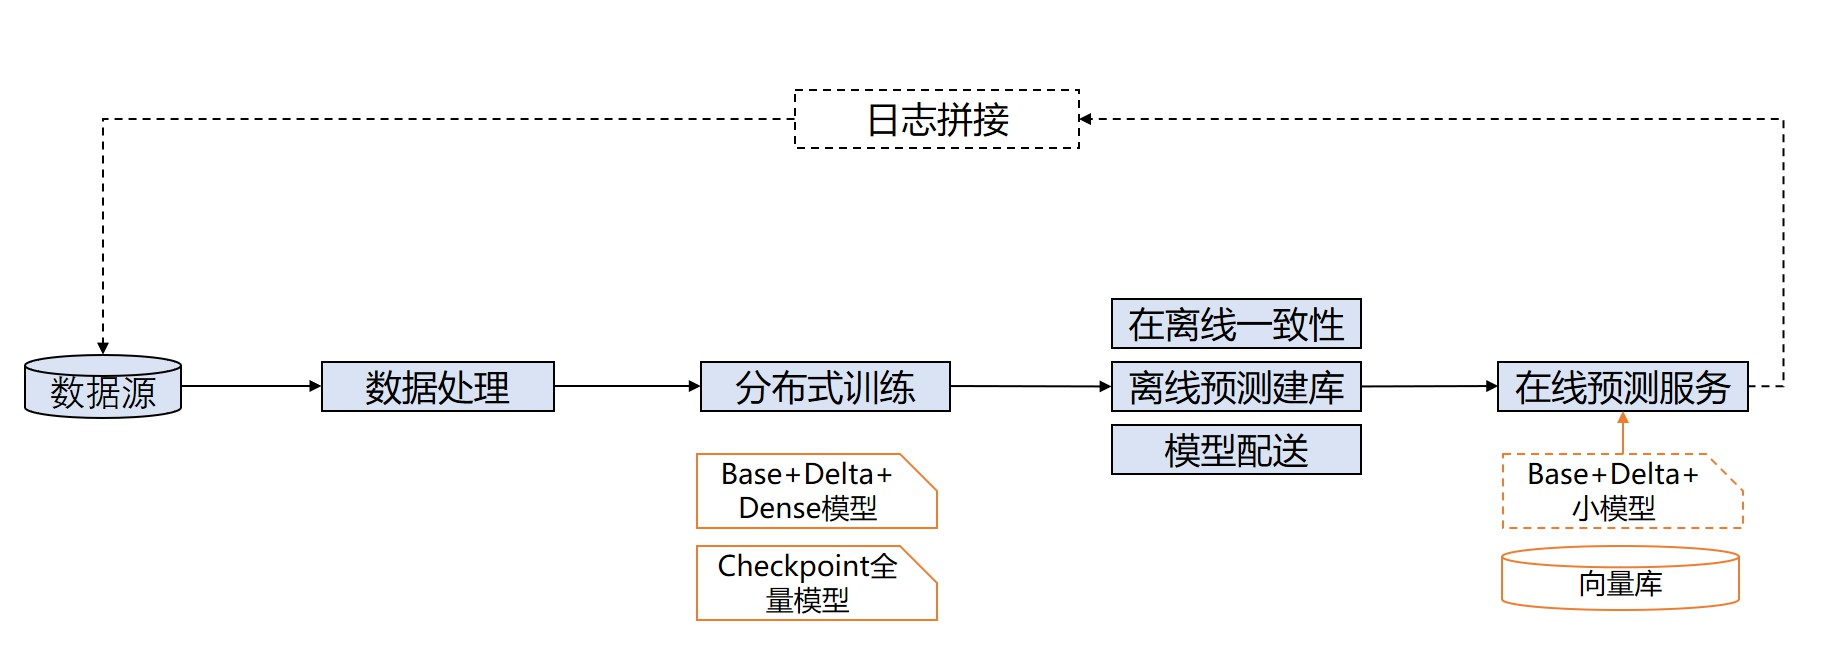 日志拼接
数据源
数据处理
分布式训练
在离线一致性
离线预测建库
模型配送
在线预测服务
Base+Delta+
Dense模型
Checkpoint全
量模型
Base+Delta+
小模型
向量库